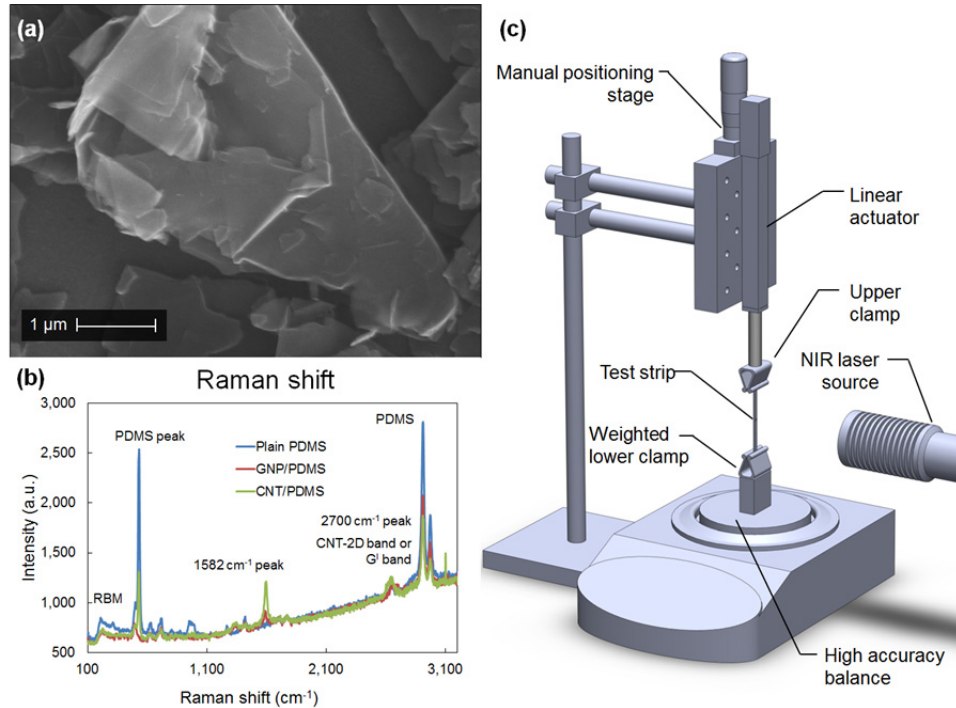 (a)
1 µm
(b)
Raman shift
3,000
2,500
2,000
1,500
1,000
500
Intensity (a.u.)
100
1,100
2,100
3,100
Raman shift (cm-1)
PDMS peak
Plain PDMS
GNP/PDMS
CNT/PDMS
PDMS
2700 cm-1 peak
CNT-2D band or
G' band
1582 cm-1 peak
RBM
(c)
Manual positioning
stage
Linear
actuator
Upper
clamp
NIR laser
source
Test strip
Weighted
lower clamp
High accuracy
balance